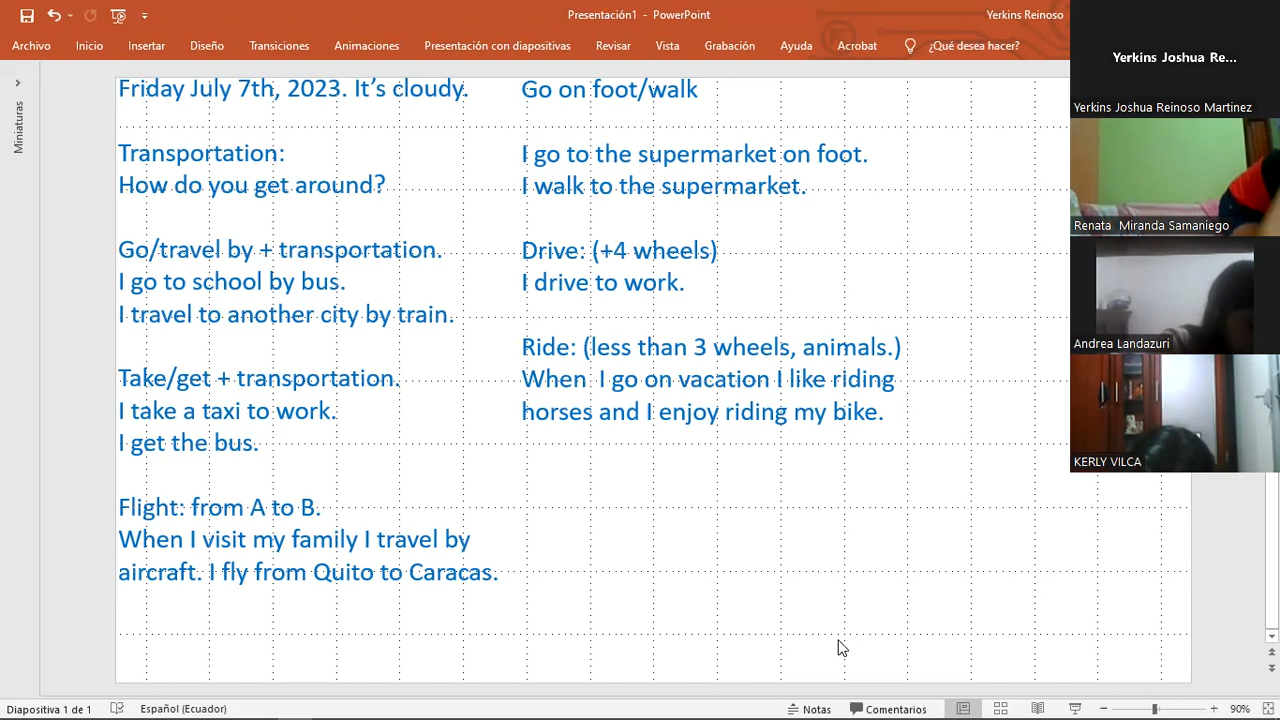 Presentación1 - PowerPoint
Yerkins Reinoso
Archivo
Inicio
Insertar
Diseño
Transiciones
Animaciones
Presentación con diapositivas
Revisar
Vista
Grabación
Ayuda
Acrobat
¿Qué desea hacer?
Miniaturas
Friday July 7th, 2023. It’s cloudy.
Transportation:
How do you get around?
Go/travel by + transportation.
I go to school by bus.
I travel to another city by train.
Take/get + transportation.
I take a taxi to work.
I get the bus.
Flight: from A to B.
When I visit my family I travel by
aircraft. I fly from Quito to Caracas.
Go on foot/walk
I go to the supermarket on foot.
I walk to the supermarket.
Drive: (+4 wheels)
I drive to work.
Ride: (less than 3 wheels, animals.)
When  I go on vacation I like riding
horses and I enjoy riding my bike.
Yerkins Joshua Re...
Yerkins Joshua Reinoso Martinez
Renata  Miranda Samaniego
Andrea Landazuri
KERLY VILCA
Diapositiva 1 de 1
Español (Ecuador)
Notas
Comentarios
90%